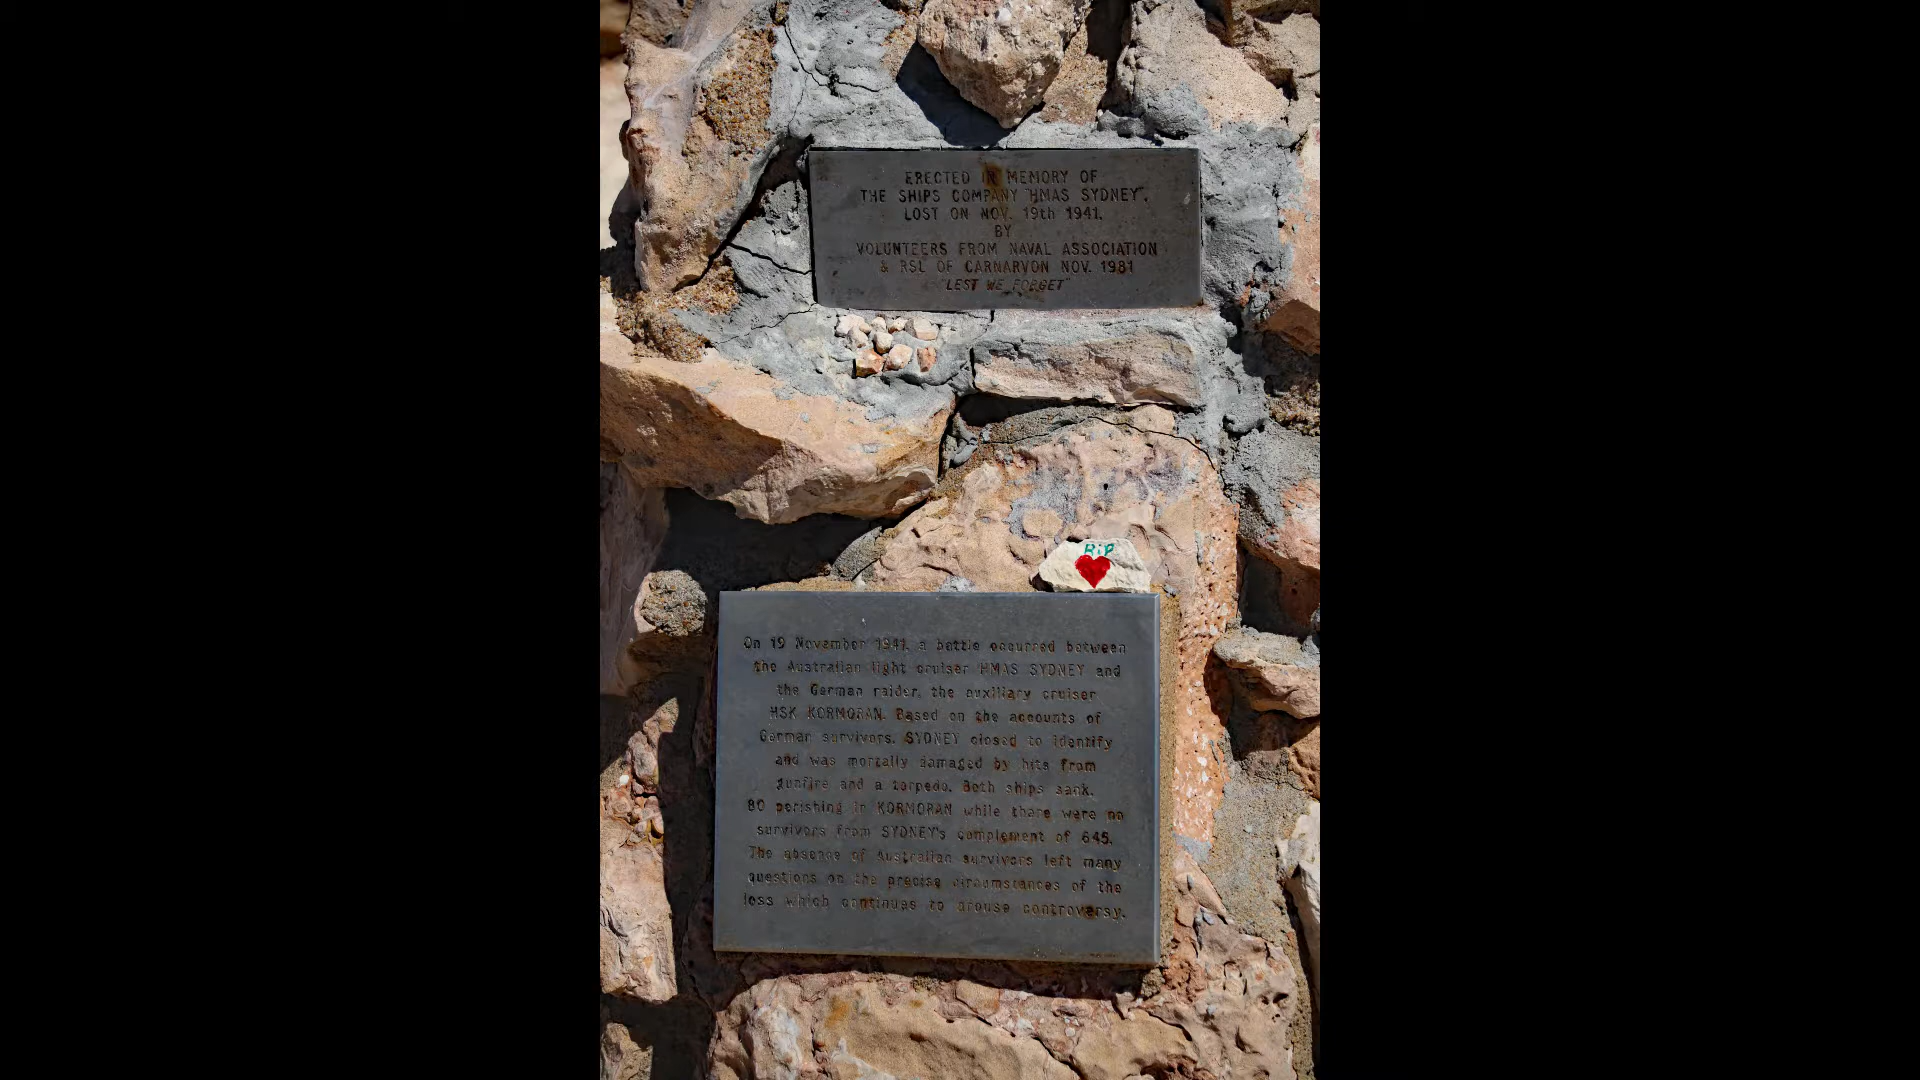 ERECTED IN MEMORY OF
THE SHIPS COMPANY "HMAS SYDNEY",
LOST ON NOV. 19th 1941.
BY
VOLUNTEERS FROM NAVAL ASSOCIATION
& RSL OF CARNARVON NOV. 1981
"LEST WE FORGET"
RiP
On 19 November 1941, a battle occurred between
the Australian light cruiser HMAS SYDNEY and
the German raider, the auxiliary cruiser
HSK KORMORAN. Based on the accounts of
German survivors, SYDNEY closed to identify
and was mortally damaged by hits from
gunfire and a torpedo. Both ships sank,
80 perishing in KORMORAN while there were no
survivors from SYDNEY's complement of 645.
The absence of Australian survivors left many
questions on the precise circumstances of the
loss which continues to arouse controversy.